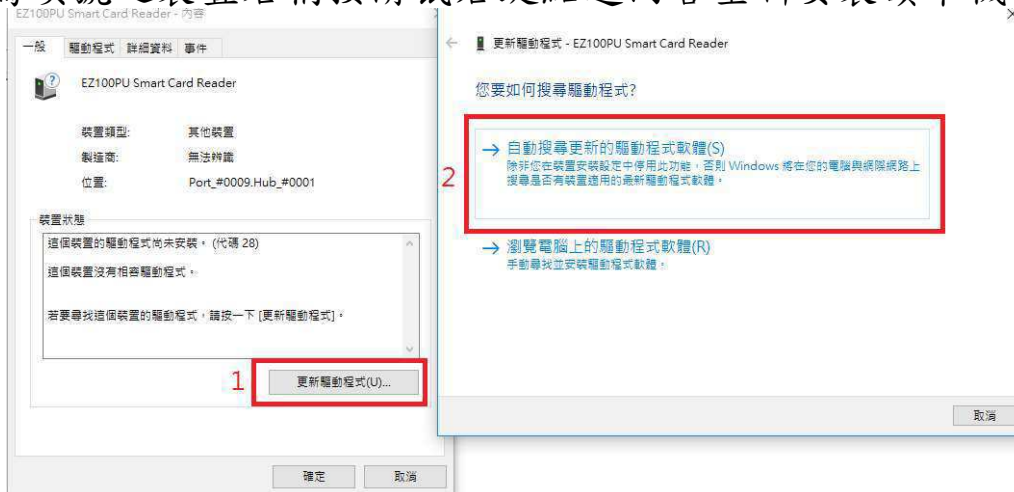 EZ100PU Smart Card Reader - 內容
一般 驅動程式 詳細資料 事件
EZ100PU Smart Card Reader
裝置類型: 其他裝置
製造商: 無法辨識
位置: Port_#0009.Hub_#0001
裝置狀態
這個裝置的驅動程式尚未安裝。 (代碼 28)
這個裝置沒有相容驅動程式。
若要尋找這個裝置的驅動程式，請按一下 [更新驅動程式]。
1
更新驅動程式(U)...
確定 取消
更新驅動程式 - EZ100PU Smart Card Reader
您要如何搜尋驅動程式?
2
→ 自動搜尋更新的驅動程式軟體(S)
除非您在裝置安裝設定中停用此功能，否則 Windows 將在您的電腦與網際網路上
搜尋是否有裝置適用的最新驅動程式軟體。
→ 瀏覽電腦上的驅動程式軟體(R)
手動尋找並安裝驅動程式軟體。
取消